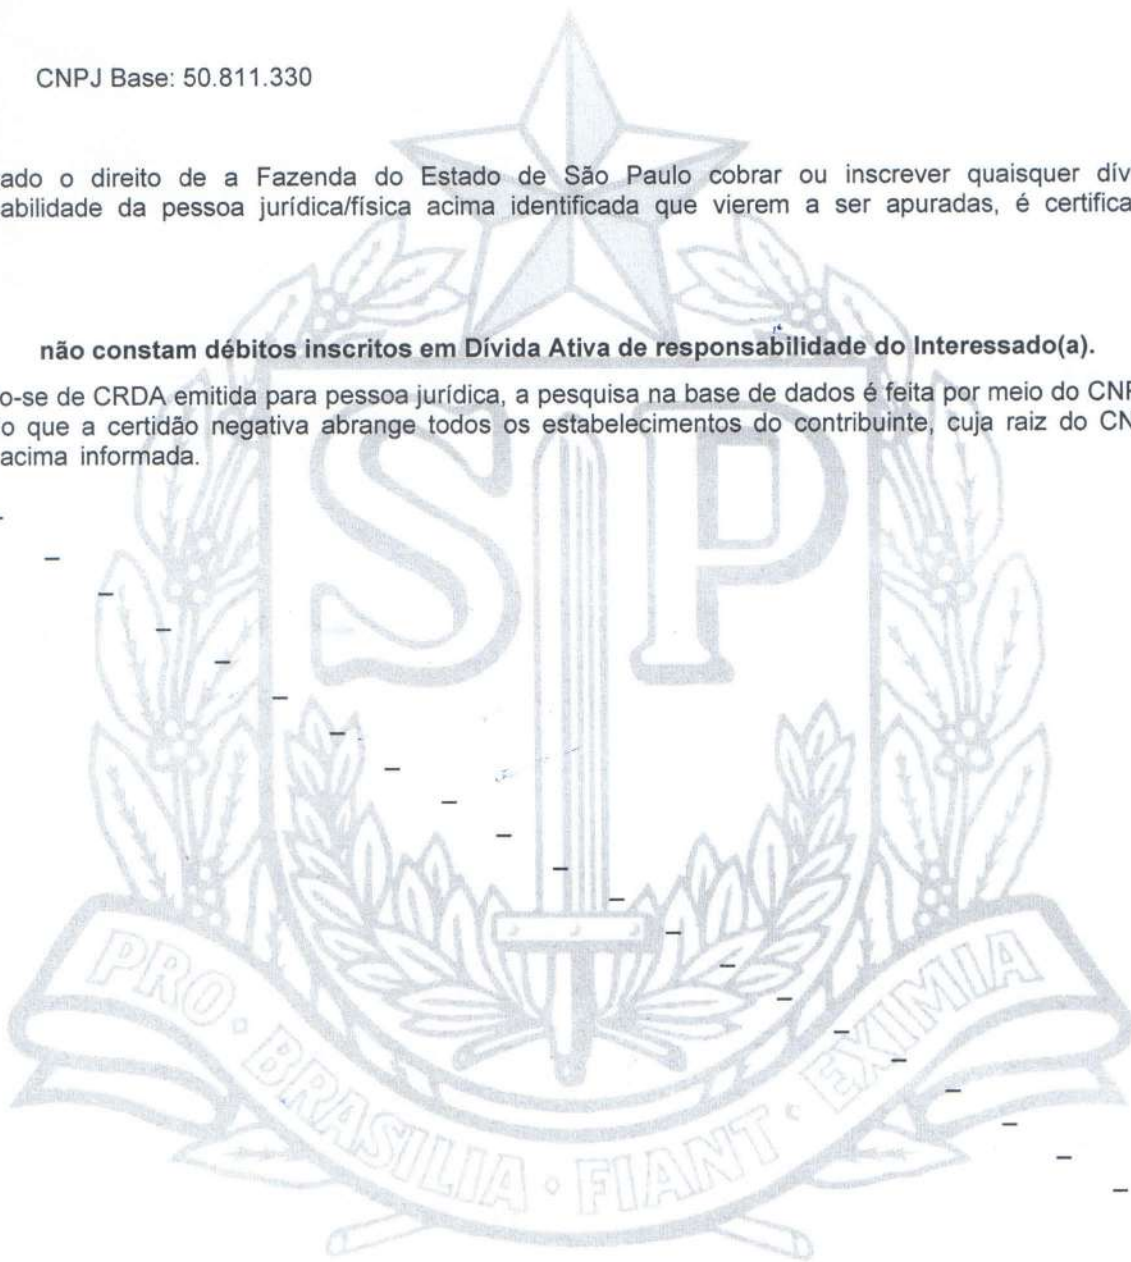 CNPJ Base: 50.811.330
ado o direito de a Fazenda do Estado de São Paulo cobrar ou inscrever quaisquer dív
abilidade da pessoa jurídica/física acima identificada que vierem a ser apuradas, é certifica
não constam débitos inscritos em Dívida Ativa de responsabilidade do Interessado(a).
o-se de CRDA emitida para pessoa jurídica, a pesquisa na base de dados é feita por meio do CNP
o que a certidão negativa abrange todos os estabelecimentos do contribuinte, cuja raiz do CN
acima informada.
SP
PRO · BRASILIA · FIANT · EXIMIA